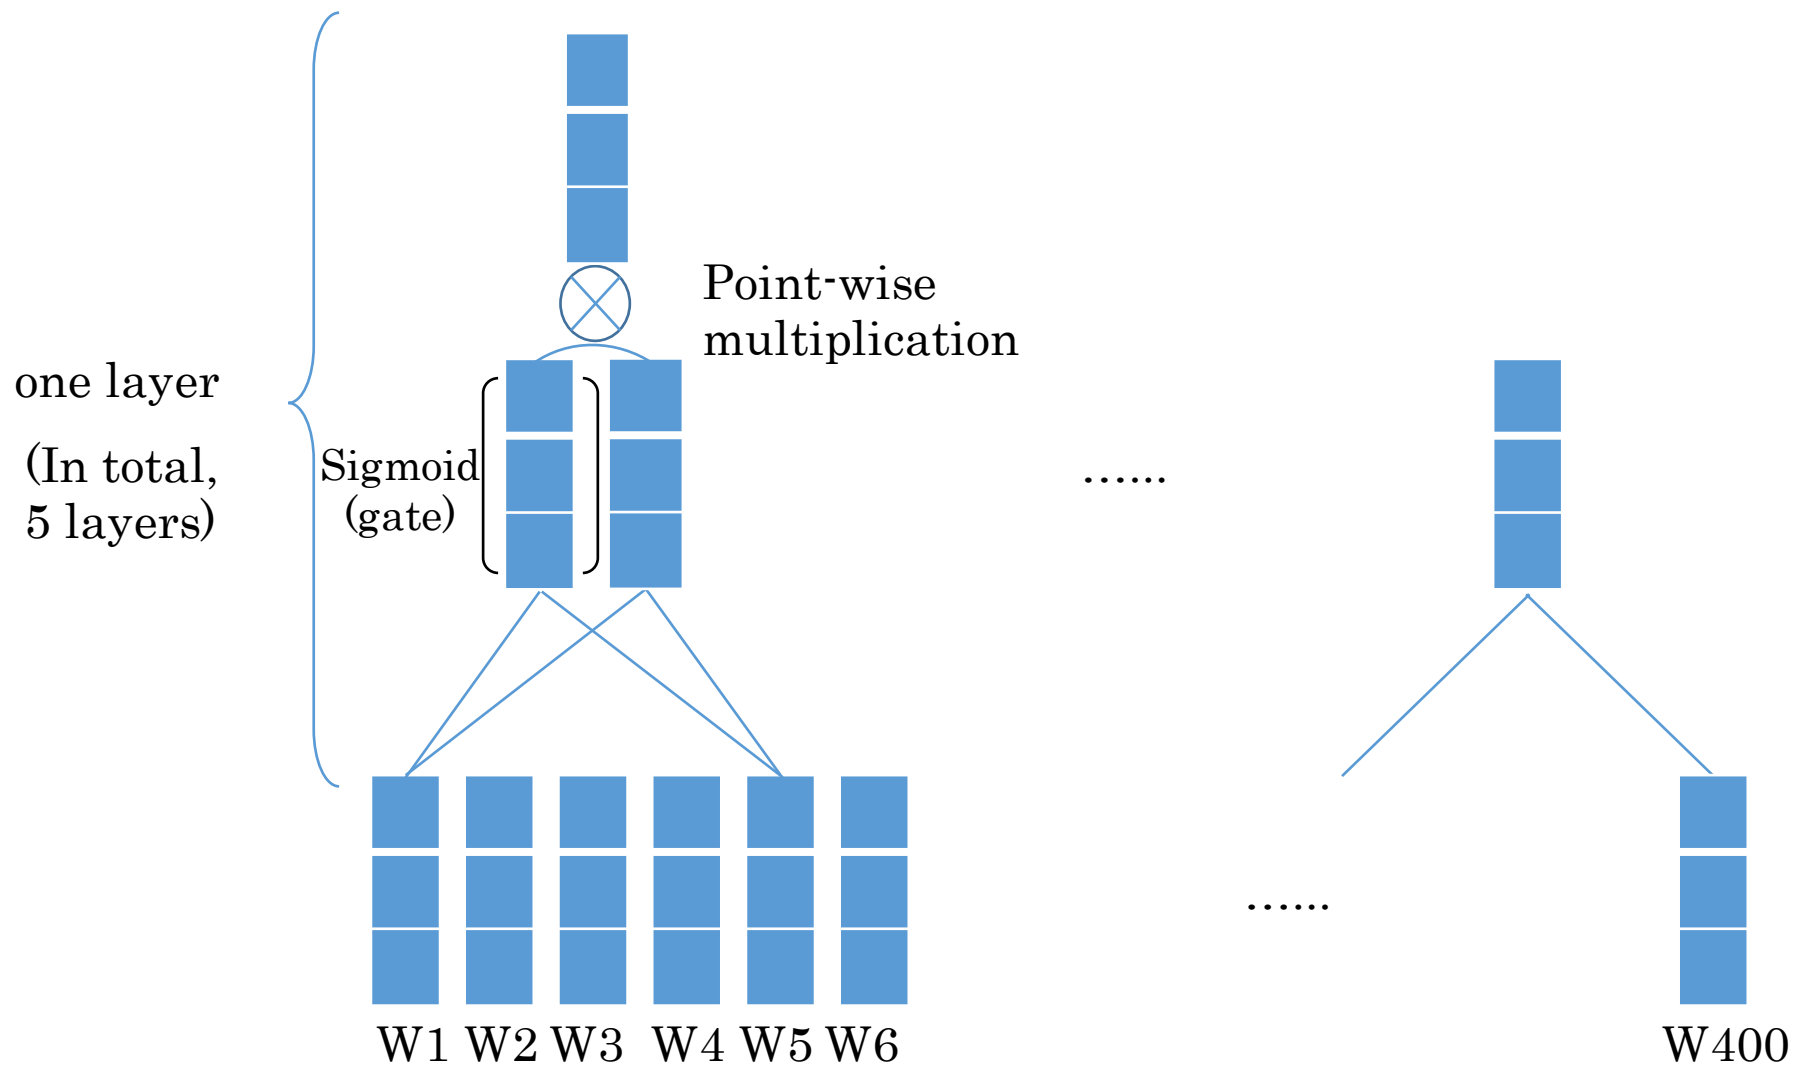 Point-wise
multiplication
one layer
(In total,
5 layers)
Sigmoid
(gate)
......
......
W1 W2 W3 W4 W5 W6 W400